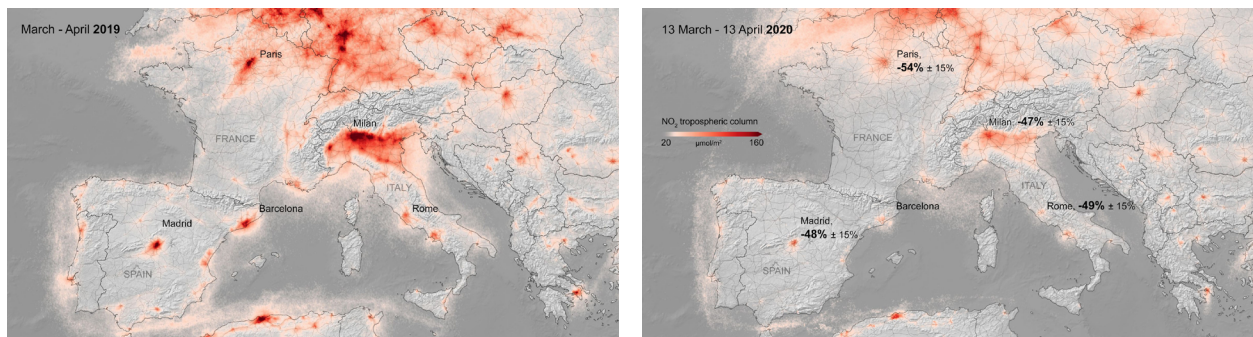 March - April 2019
Paris
FRANCE
Milan
ITALY
Barcelona
Rome
Madrid
SPAIN
13 March - 13 April 2020
Paris,
-54% ± 15%
NO₂ tropospheric column
20 µmol/m² 160
FRANCE
Milan, -47% ± 15%
ITALY
Barcelona
Rome, -49% ± 15%
Madrid,
-48% ± 15%
SPAIN